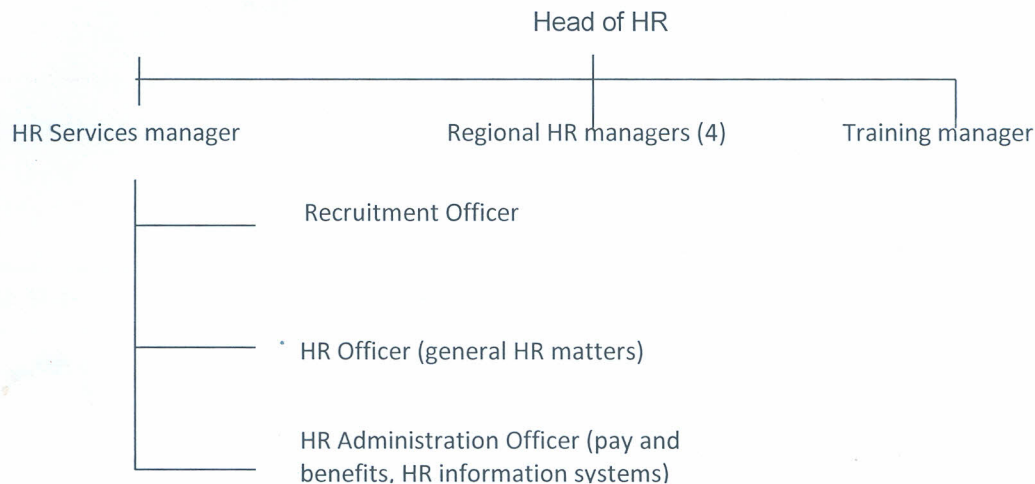 Head of HR
HR Services manager Regional HR managers (4) Training manager
Recruitment Officer
HR Officer (general HR matters)
HR Administration Officer (pay and
benefits, HR information systems)